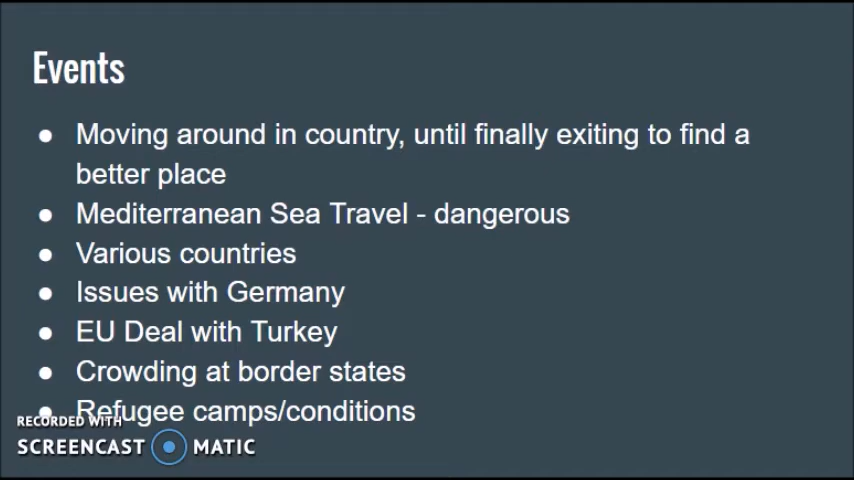 Events
● Moving around in country, until finally exiting to find a
better place
● Mediterranean Sea Travel - dangerous
● Various countries
● Issues with Germany
● EU Deal with Turkey
● Crowding at border states
● Refugee camps/conditions
RECORDED WITH
SCREENCAST MATIC